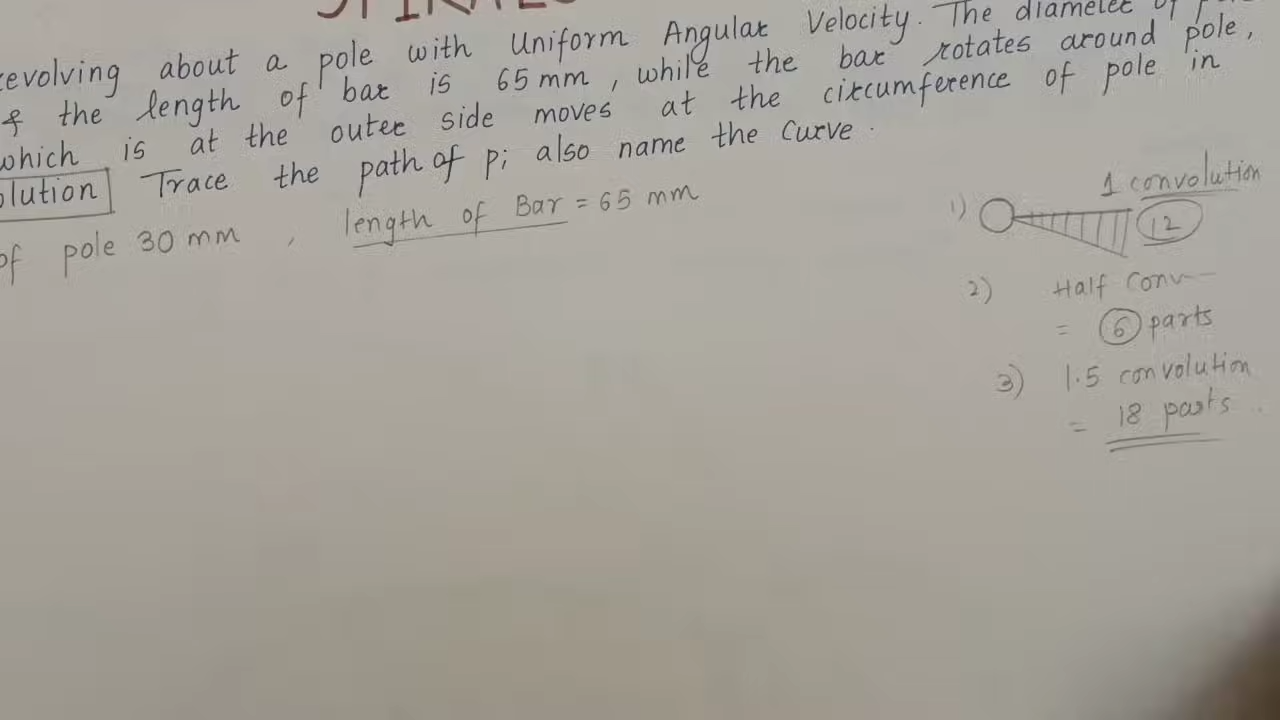 SPIRALS
revolving about a pole with Uniform Angular Velocity. The diameter of
& the length of bar is 65 mm, while the bar rotates around pole,
which is at the outer side moves at the circumference of pole in
olution Trace the path of p; also name the curve.
of pole 30 mm , length of Bar = 65 mm
1) 1 convolution
12
2) Half Conv
= 6 parts
3) 1.5 convolution
= 18 parts.